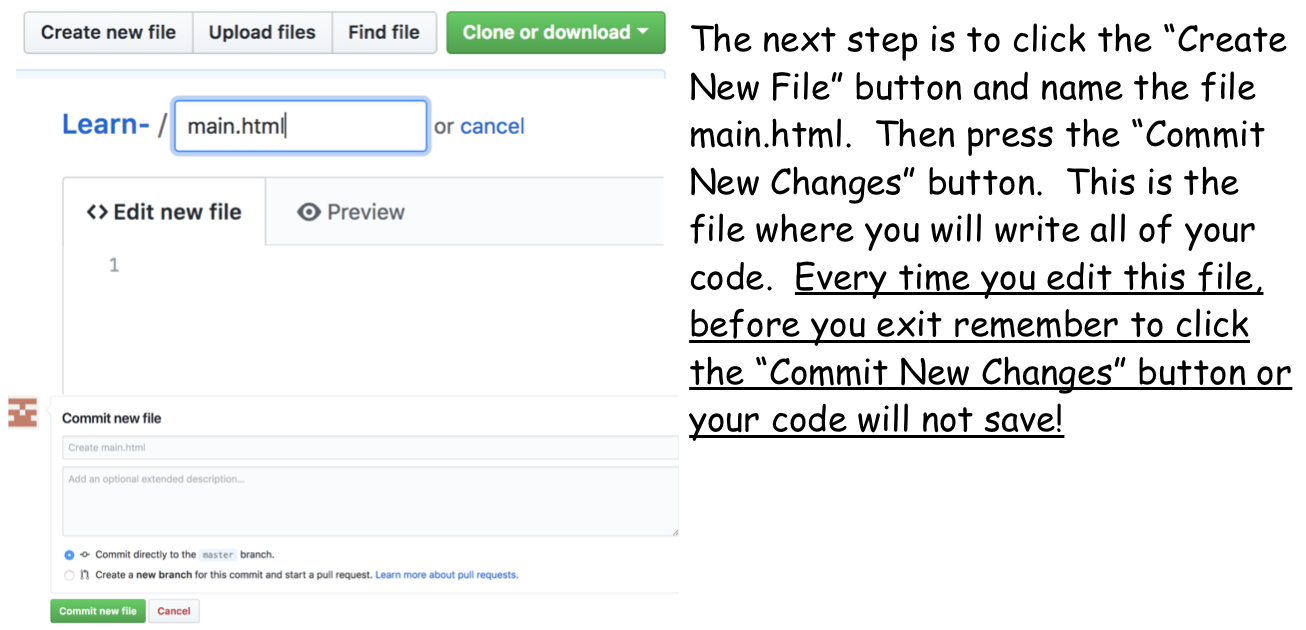 Create new file Upload files Find file Clone or download
Learn- / main.html or cancel
<> Edit new file Preview
1
Commit new file
Create main.html
Add an optional extended description...
Commit directly to the master branch.
Create a new branch for this commit and start a pull request. Learn more about pull requests.
Commit new file Cancel
The next step is to click the “Create
New File” button and name the file
main.html. Then press the “Commit
New Changes” button. This is the
file where you will write all of your
code. Every time you edit this file,
before you exit remember to click
the “Commit New Changes” button or
your code will not save!